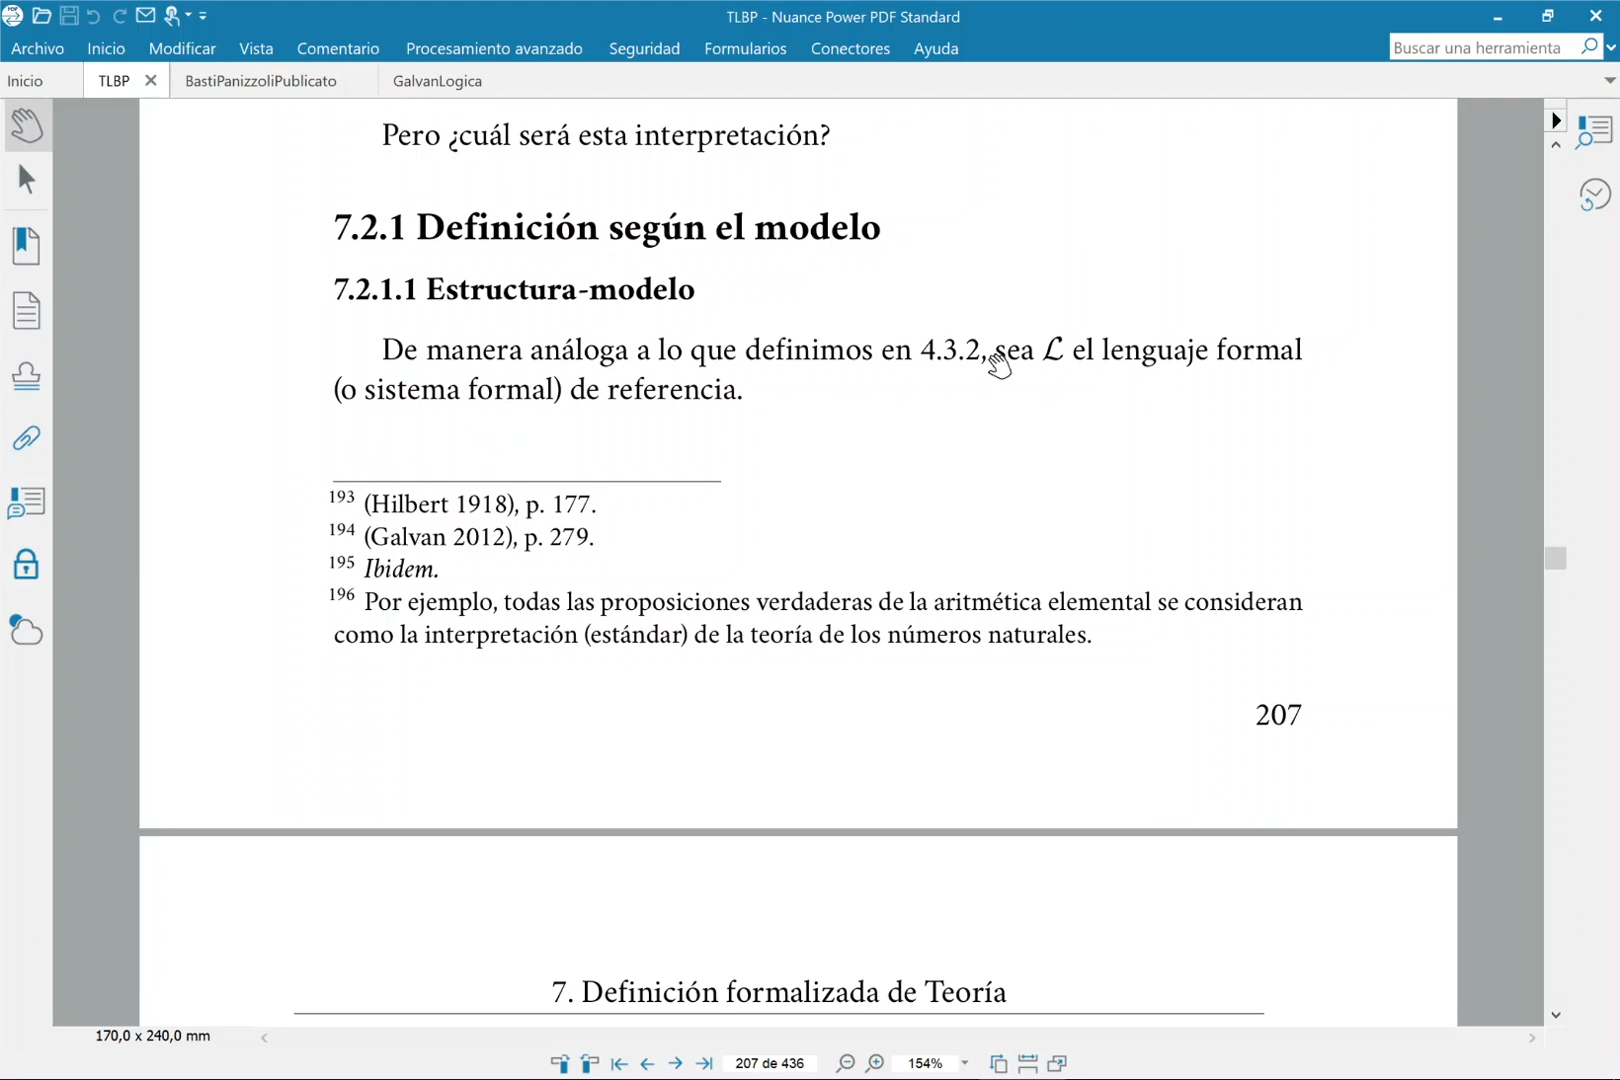 TLBP - Nuance Power PDF Standard
Archivo Inicio Modificar Vista Comentario Procesamiento avanzado Seguridad Formularios Conectores Ayuda
Buscar una herramienta
Inicio TLBP BastiPanizzoliPublicato GalvanLogica
Pero ¿cuál será esta interpretación?
7.2.1 Definición según el modelo
7.2.1.1 Estructura-modelo
De manera análoga a lo que definimos en 4.3.2, sea ℒ el lenguaje formal
(o sistema formal) de referencia.
193 (Hilbert 1918), p. 177.
194 (Galvan 2012), p. 279.
195 Ibidem.
196 Por ejemplo, todas las proposiciones verdaderas de la aritmética elemental se consideran
como la interpretación (estándar) de la teoría de los números naturales.
207
7. Definición formalizada de Teoría
170,0 x 240,0 mm
207 de 436 154%